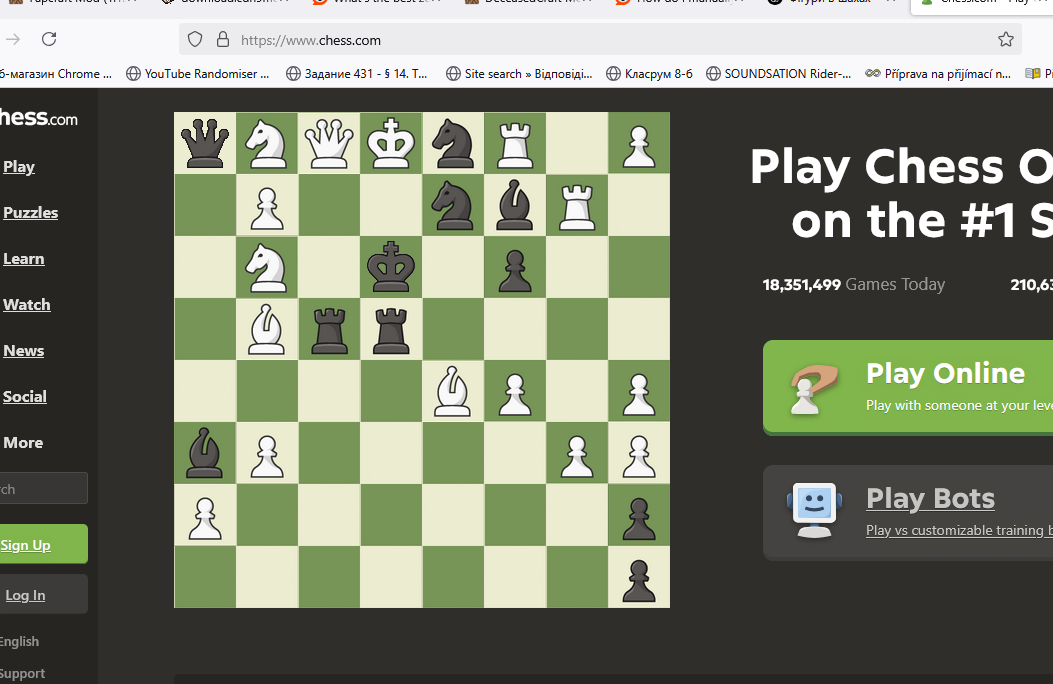 https://www.chess.com
б-магазин Chrome ...
YouTube Randomiser ...
Задание 431 - § 14. Т...
Site search » Відповіді...
Класрум 8-6
SOUNDSATION Rider-...
Příprava na přijímací n...
hess.com
Play
Puzzles
Learn
Watch
News
Social
More
rch
Sign Up
Log In
English
Support
Play Chess O
on the #1 S
18,351,499 Games Today
210,63
Play Online
Play with someone at your leve
Play Bots
Play vs customizable training b